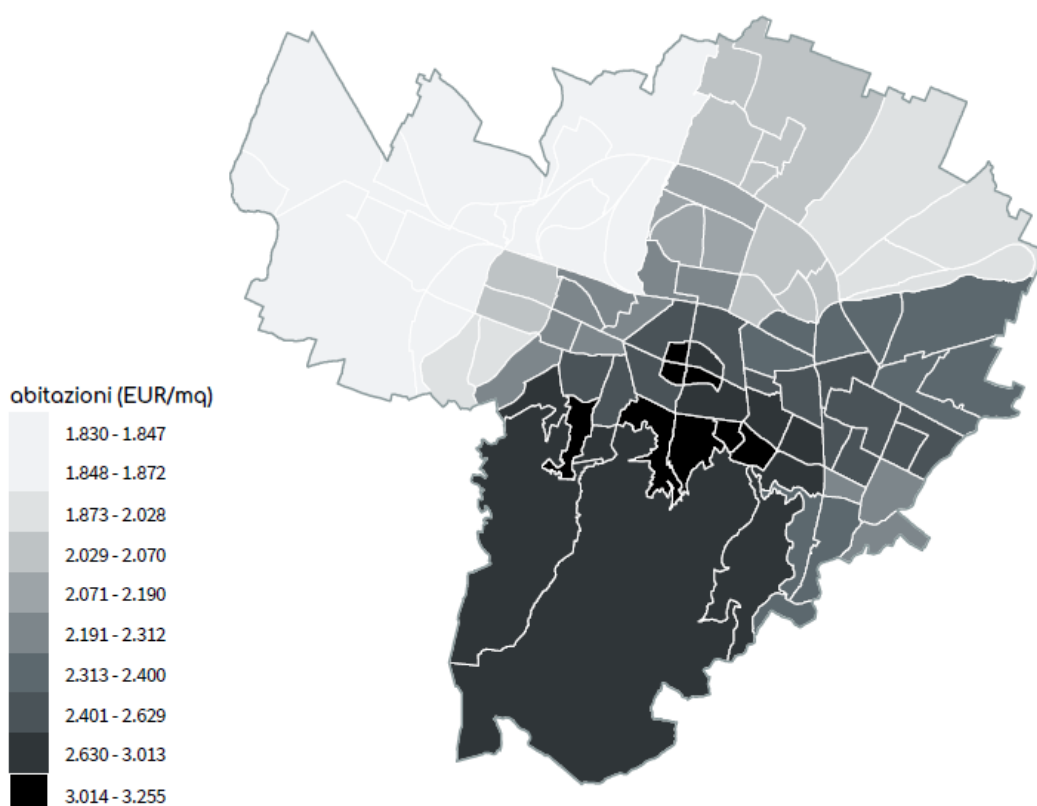 abitazioni (EUR/mq)
1.830 - 1.847
1.848 - 1.872
1.873 - 2.028
2.029 - 2.070
2.071 - 2.190
2.191 - 2.312
2.313 - 2.400
2.401 - 2.629
2.630 - 3.013
3.014 - 3.255